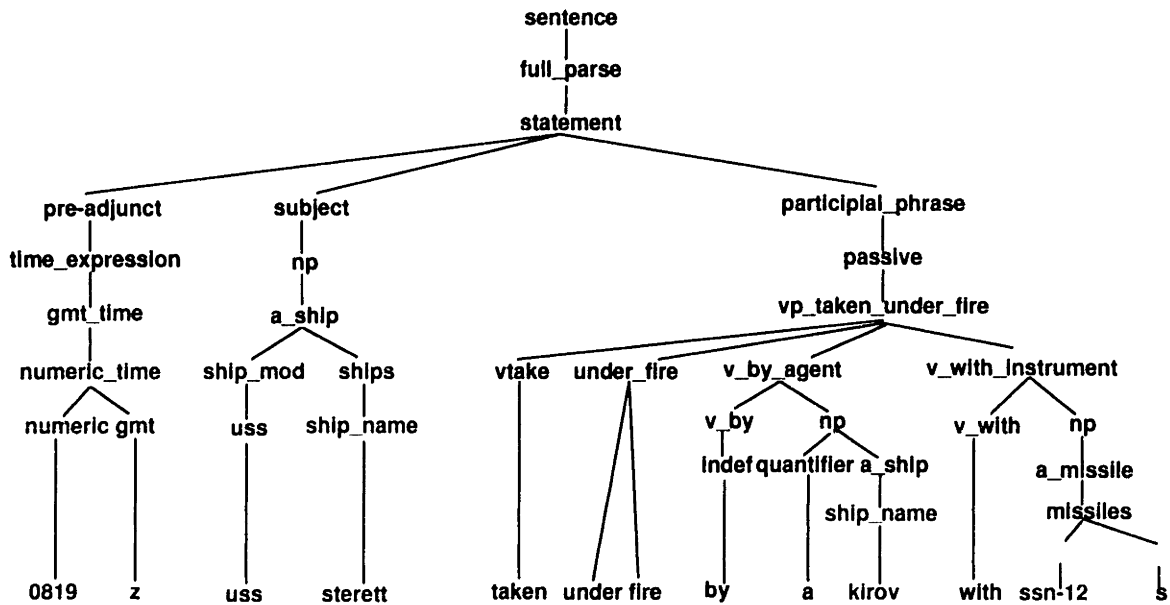 sentence
full_parse
statement
pre-adjunct subject participial_phrase
time_expression np passive
gmt_time a_ship vp_taken_under_fire
numeric_time ship_mod ships vtake under_fire v_by_agent v_with_instrument
numeric gmt uss ship_name v_by np v_with np
indef quantifier a_ship a_missile
ship_name missiles
0819 z uss sterett taken under fire by a kirov with ssn-12 s